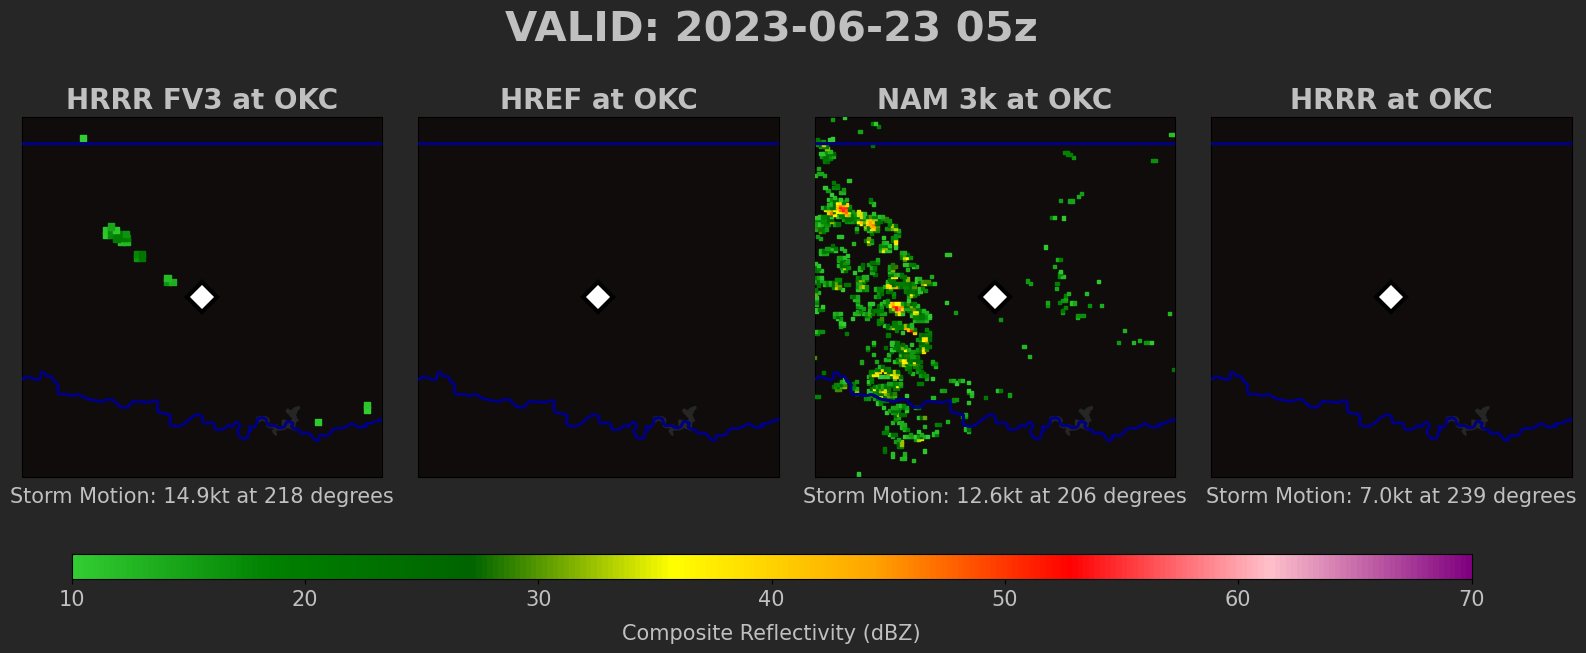 VALID: 2023-06-23 05z
HRRR FV3 at OKC
HREF at OKC
NAM 3k at OKC
HRRR at OKC
Storm Motion: 14.9kt at 218 degrees
Storm Motion: 12.6kt at 206 degrees
Storm Motion: 7.0kt at 239 degrees
10 20 30 40 50 60 70
Composite Reflectivity (dBZ)